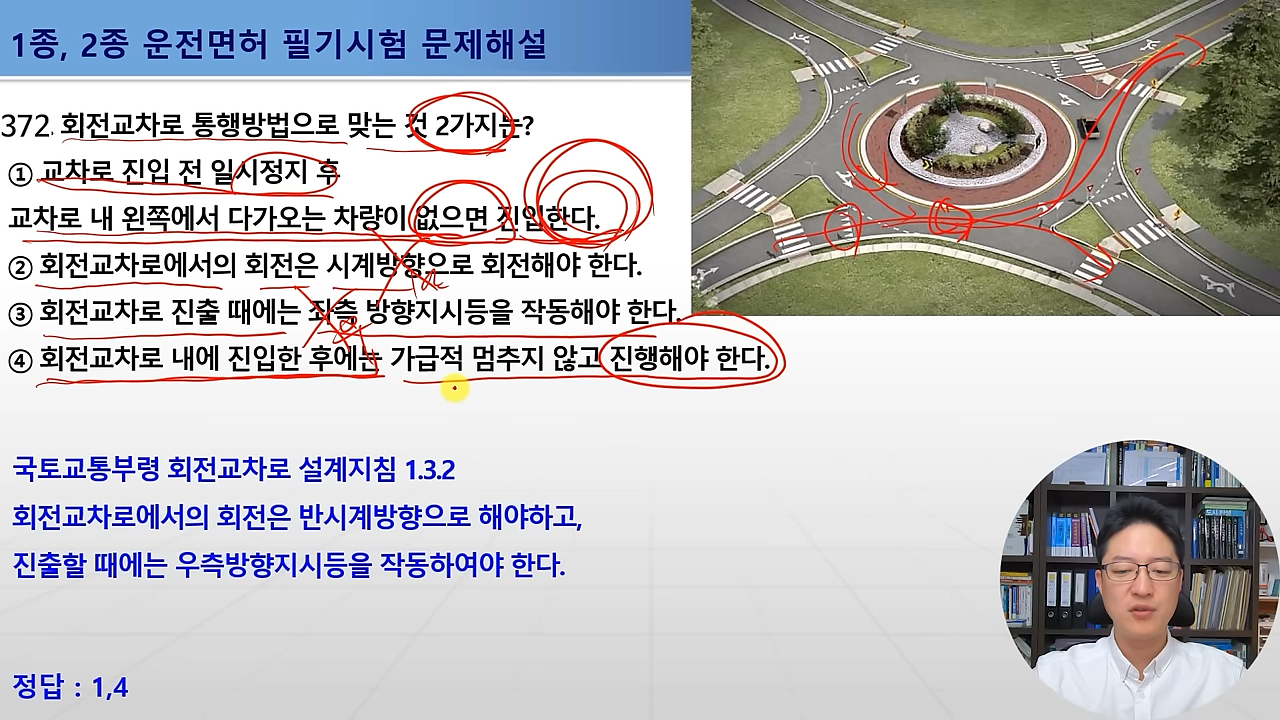 1종, 2종 운전면허 필기시험 문제해설
372. 회전교차로 통행방법으로 맞는 것 2가지는?
① 교차로 진입 전 일시정지 후
교차로 내 왼쪽에서 다가오는 차량이 없으면 진입한다.
② 회전교차로에서의 회전은 시계방향으로 회전해야 한다.
③ 회전교차로 진출 때에는 좌측 방향지시등을 작동해야 한다.
④ 회전교차로 내에 진입한 후에는 가급적 멈추지 않고 진행해야 한다.
국토교통부령 회전교차로 설계지침 1.3.2
회전교차로에서의 회전은 반시계방향으로 해야하고,
진출할 때에는 우측방향지시등을 작동하여야 한다.
정답 : 1,4